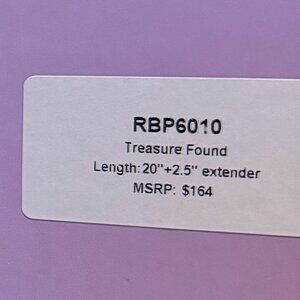 RBP6010
Treasure Found
Length:20"+2.5" extender
MSRP: $164